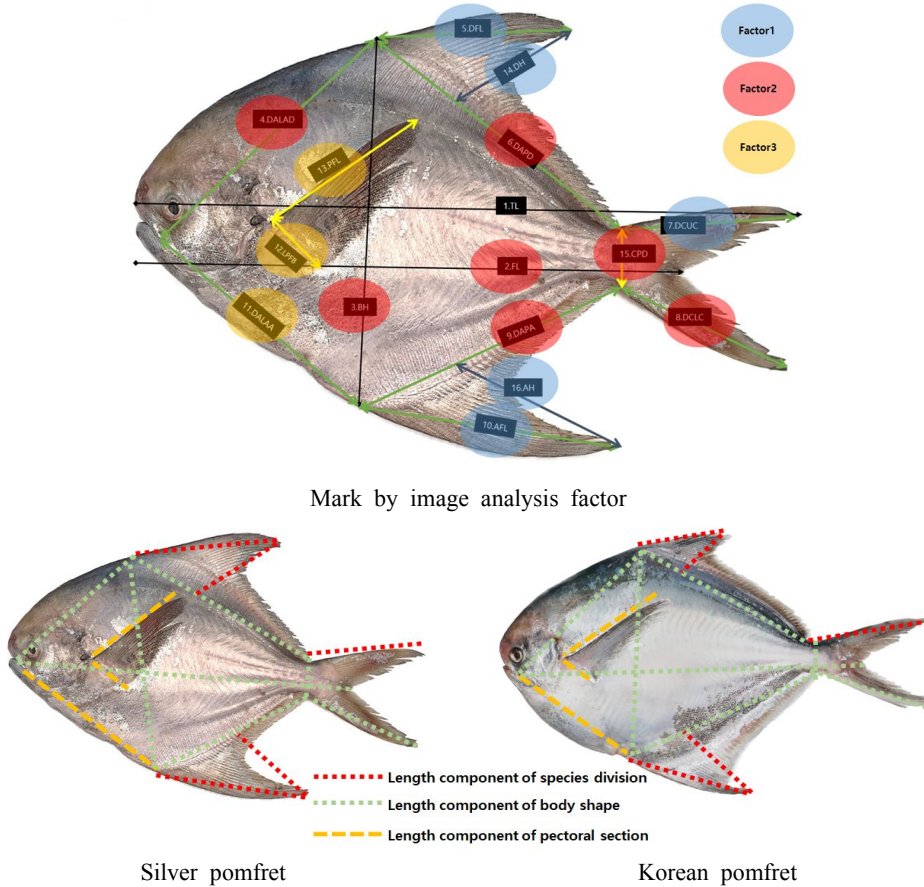 5.DFL
Factor1
14.DH
Factor2
4.DALAD
6.DAPD
Factor3
13.PFL
1.TL
7.DCUC
12.LPFB
15.CPD
2.FL
3.BH
8.DCLC
11.DALAA
9.DAPA
16.AH
10.AFL
Mark by image analysis factor
Length component of species division
Length component of body shape
Length component of pectoral section
Silver pomfret
Korean pomfret